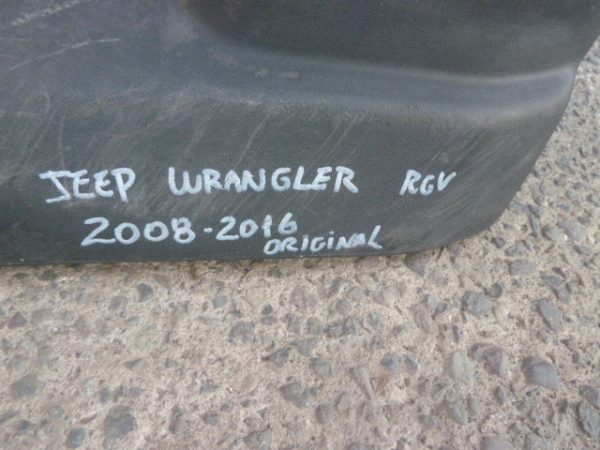 JEEP WRANGLER RGV
2008-2016
ORIGINAL